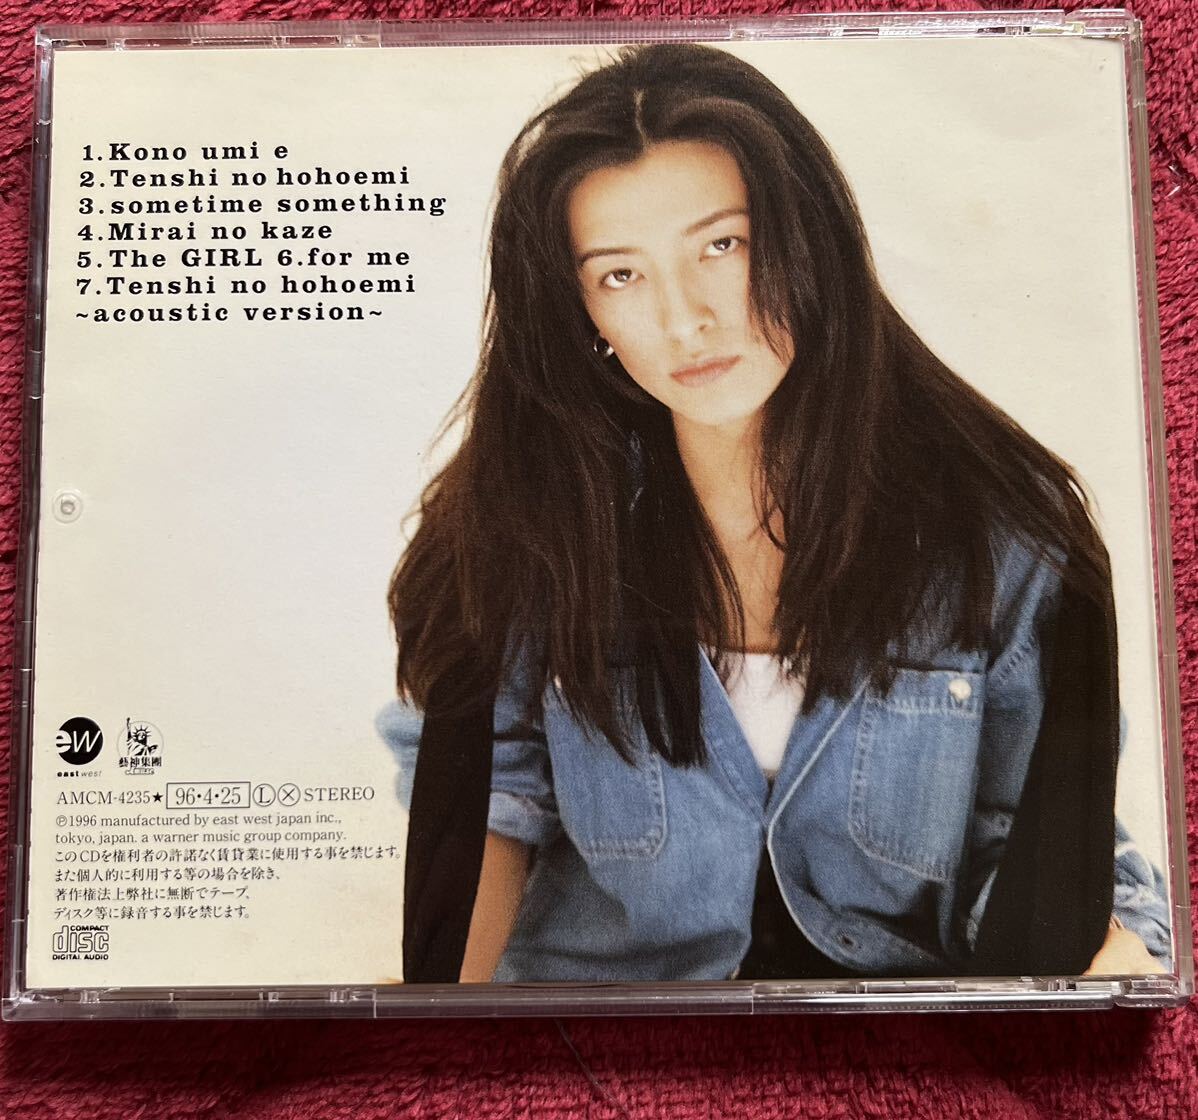 1.Kono umi e
2.Tenshi no hohoemi
3.sometime something
4.Mirai no kaze
5.The GIRL 6.for me
7.Tenshi no hohoemi
~acoustic version~
ew
east west
藝神集團
AMCM-4235★ 96・4・25 Ⓛ Ⓧ STEREO
℗1996 manufactured by east west japan inc.,
tokyo, japan. a warner music group company.
このCDを権利者の許諾なく賃貸業に使用する事を禁じます。
また個人的に利用する等の場合を除き、
著作権法上弊社に無断でテープ、
ディスク等に録音する事を禁じます。
COMPACT
disc
DIGITAL AUDIO